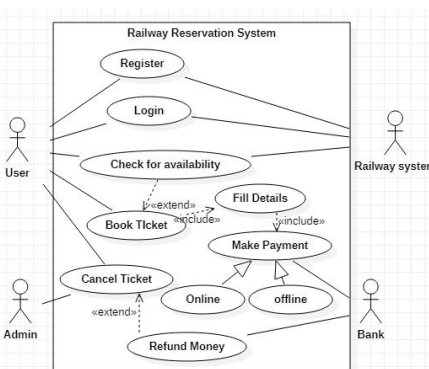 Railway Reservation System
Register
Login
User
Railway system
Check for availability
«extend»
Fill Details
Book TIcket
«include»
«include»
Make Payment
Cancel Ticket
Online
offline
«extend»
Admin
Bank
Refund Money